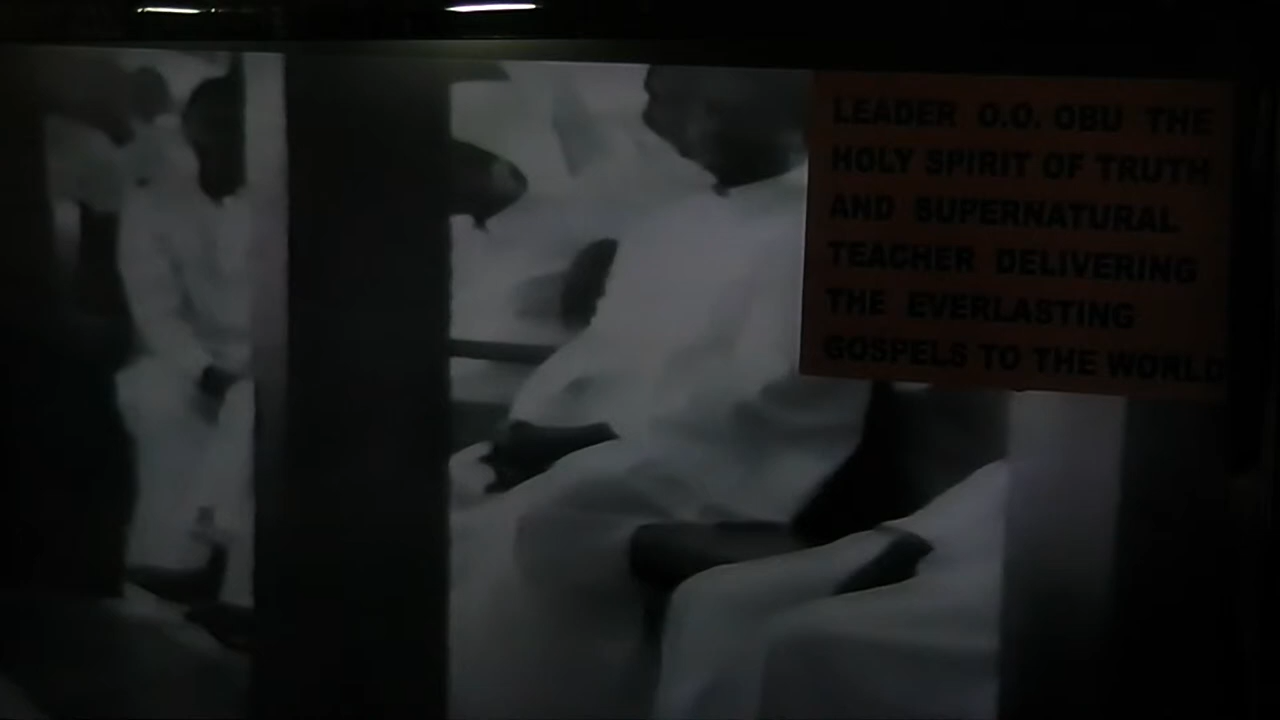 LEADER O.O. OBU THE
HOLY SPIRIT OF TRUTH
AND SUPERNATURAL
TEACHER DELIVERING
THE EVERLASTING
GOSPELS TO THE WORLD